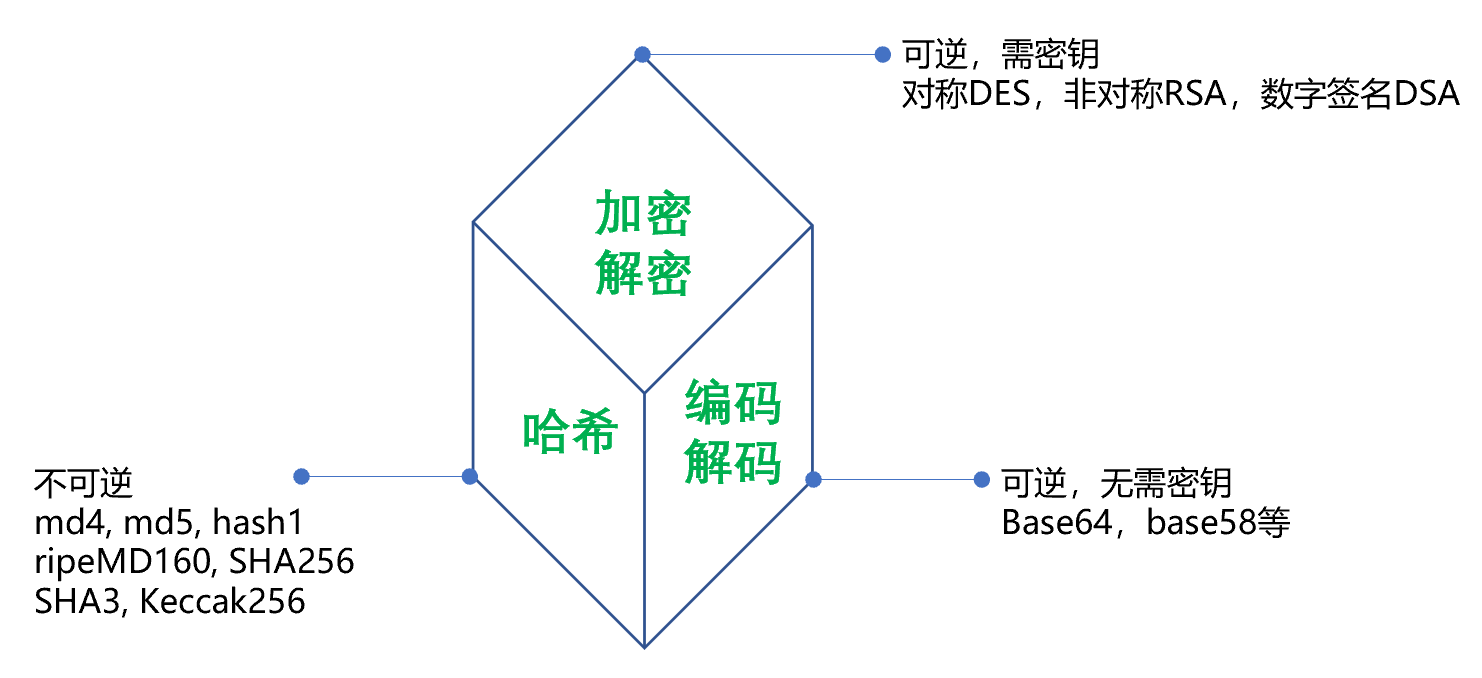 可逆，需密钥
对称DES，非对称RSA，数字签名DSA
加密
解密
哈希
编码
解码
不可逆
md4, md5, hash1
ripeMD160, SHA256
SHA3, Keccak256
可逆，无需密钥
Base64，base58等